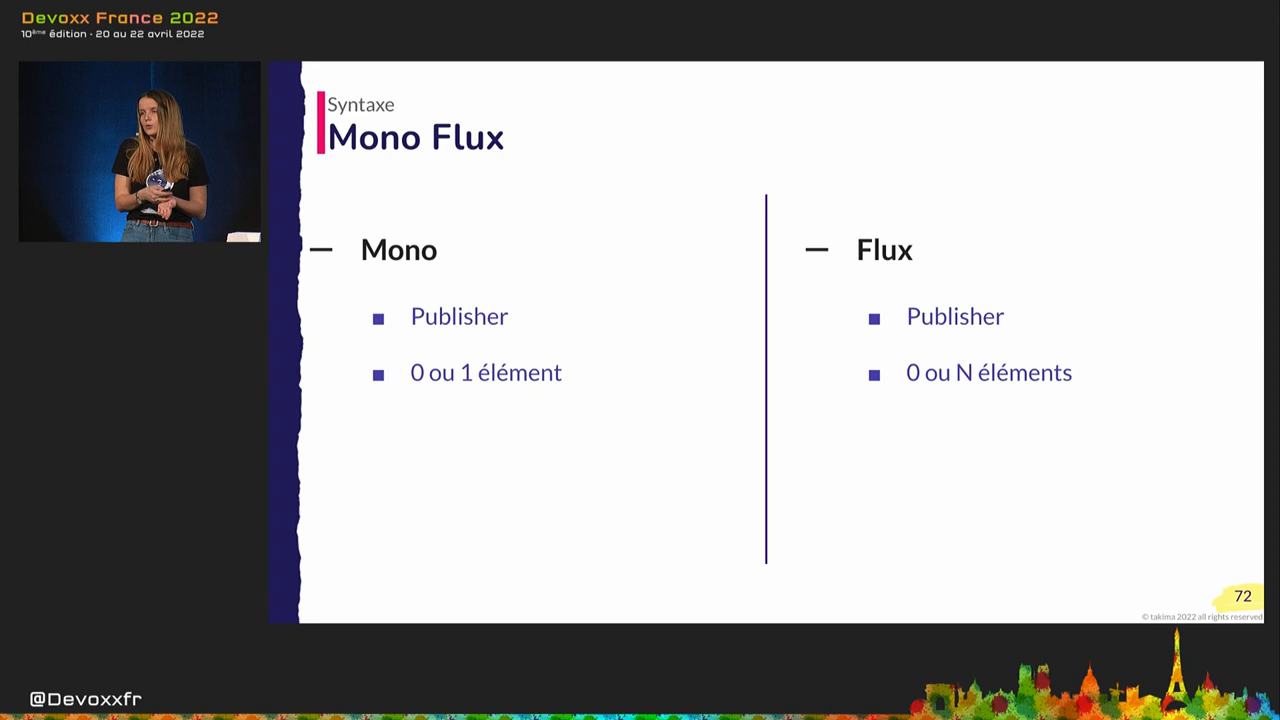 Devoxx France 2022
10ème édition - 20 au 22 avril 2022
Syntaxe
Mono Flux
— Mono
■ Publisher
■ 0 ou 1 élément
— Flux
■ Publisher
■ 0 ou N éléments
72
© takima 2022 all rights reserved
@Devoxxfr